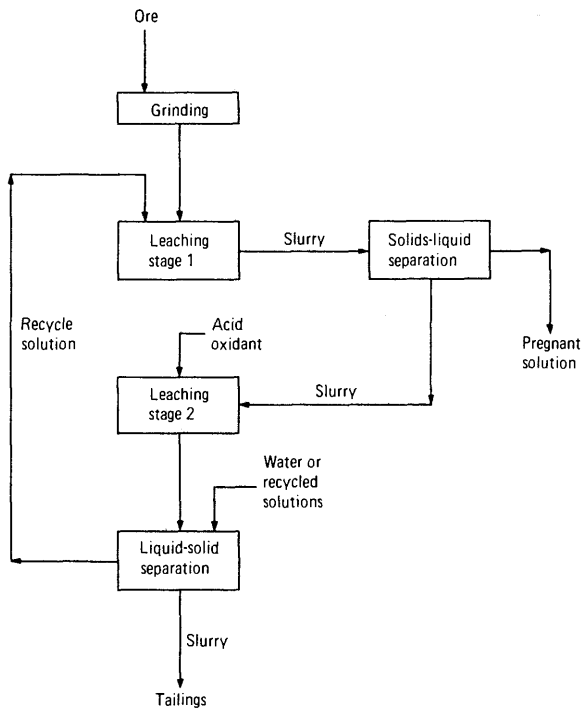 Ore
Grinding
Leaching
stage 1
Slurry
Solids-liquid
separation
Recycle
solution
Acid
oxidant
Pregnant
solution
Leaching
stage 2
Slurry
Water or
recycled
solutions
Liquid-solid
separation
Slurry
Tailings